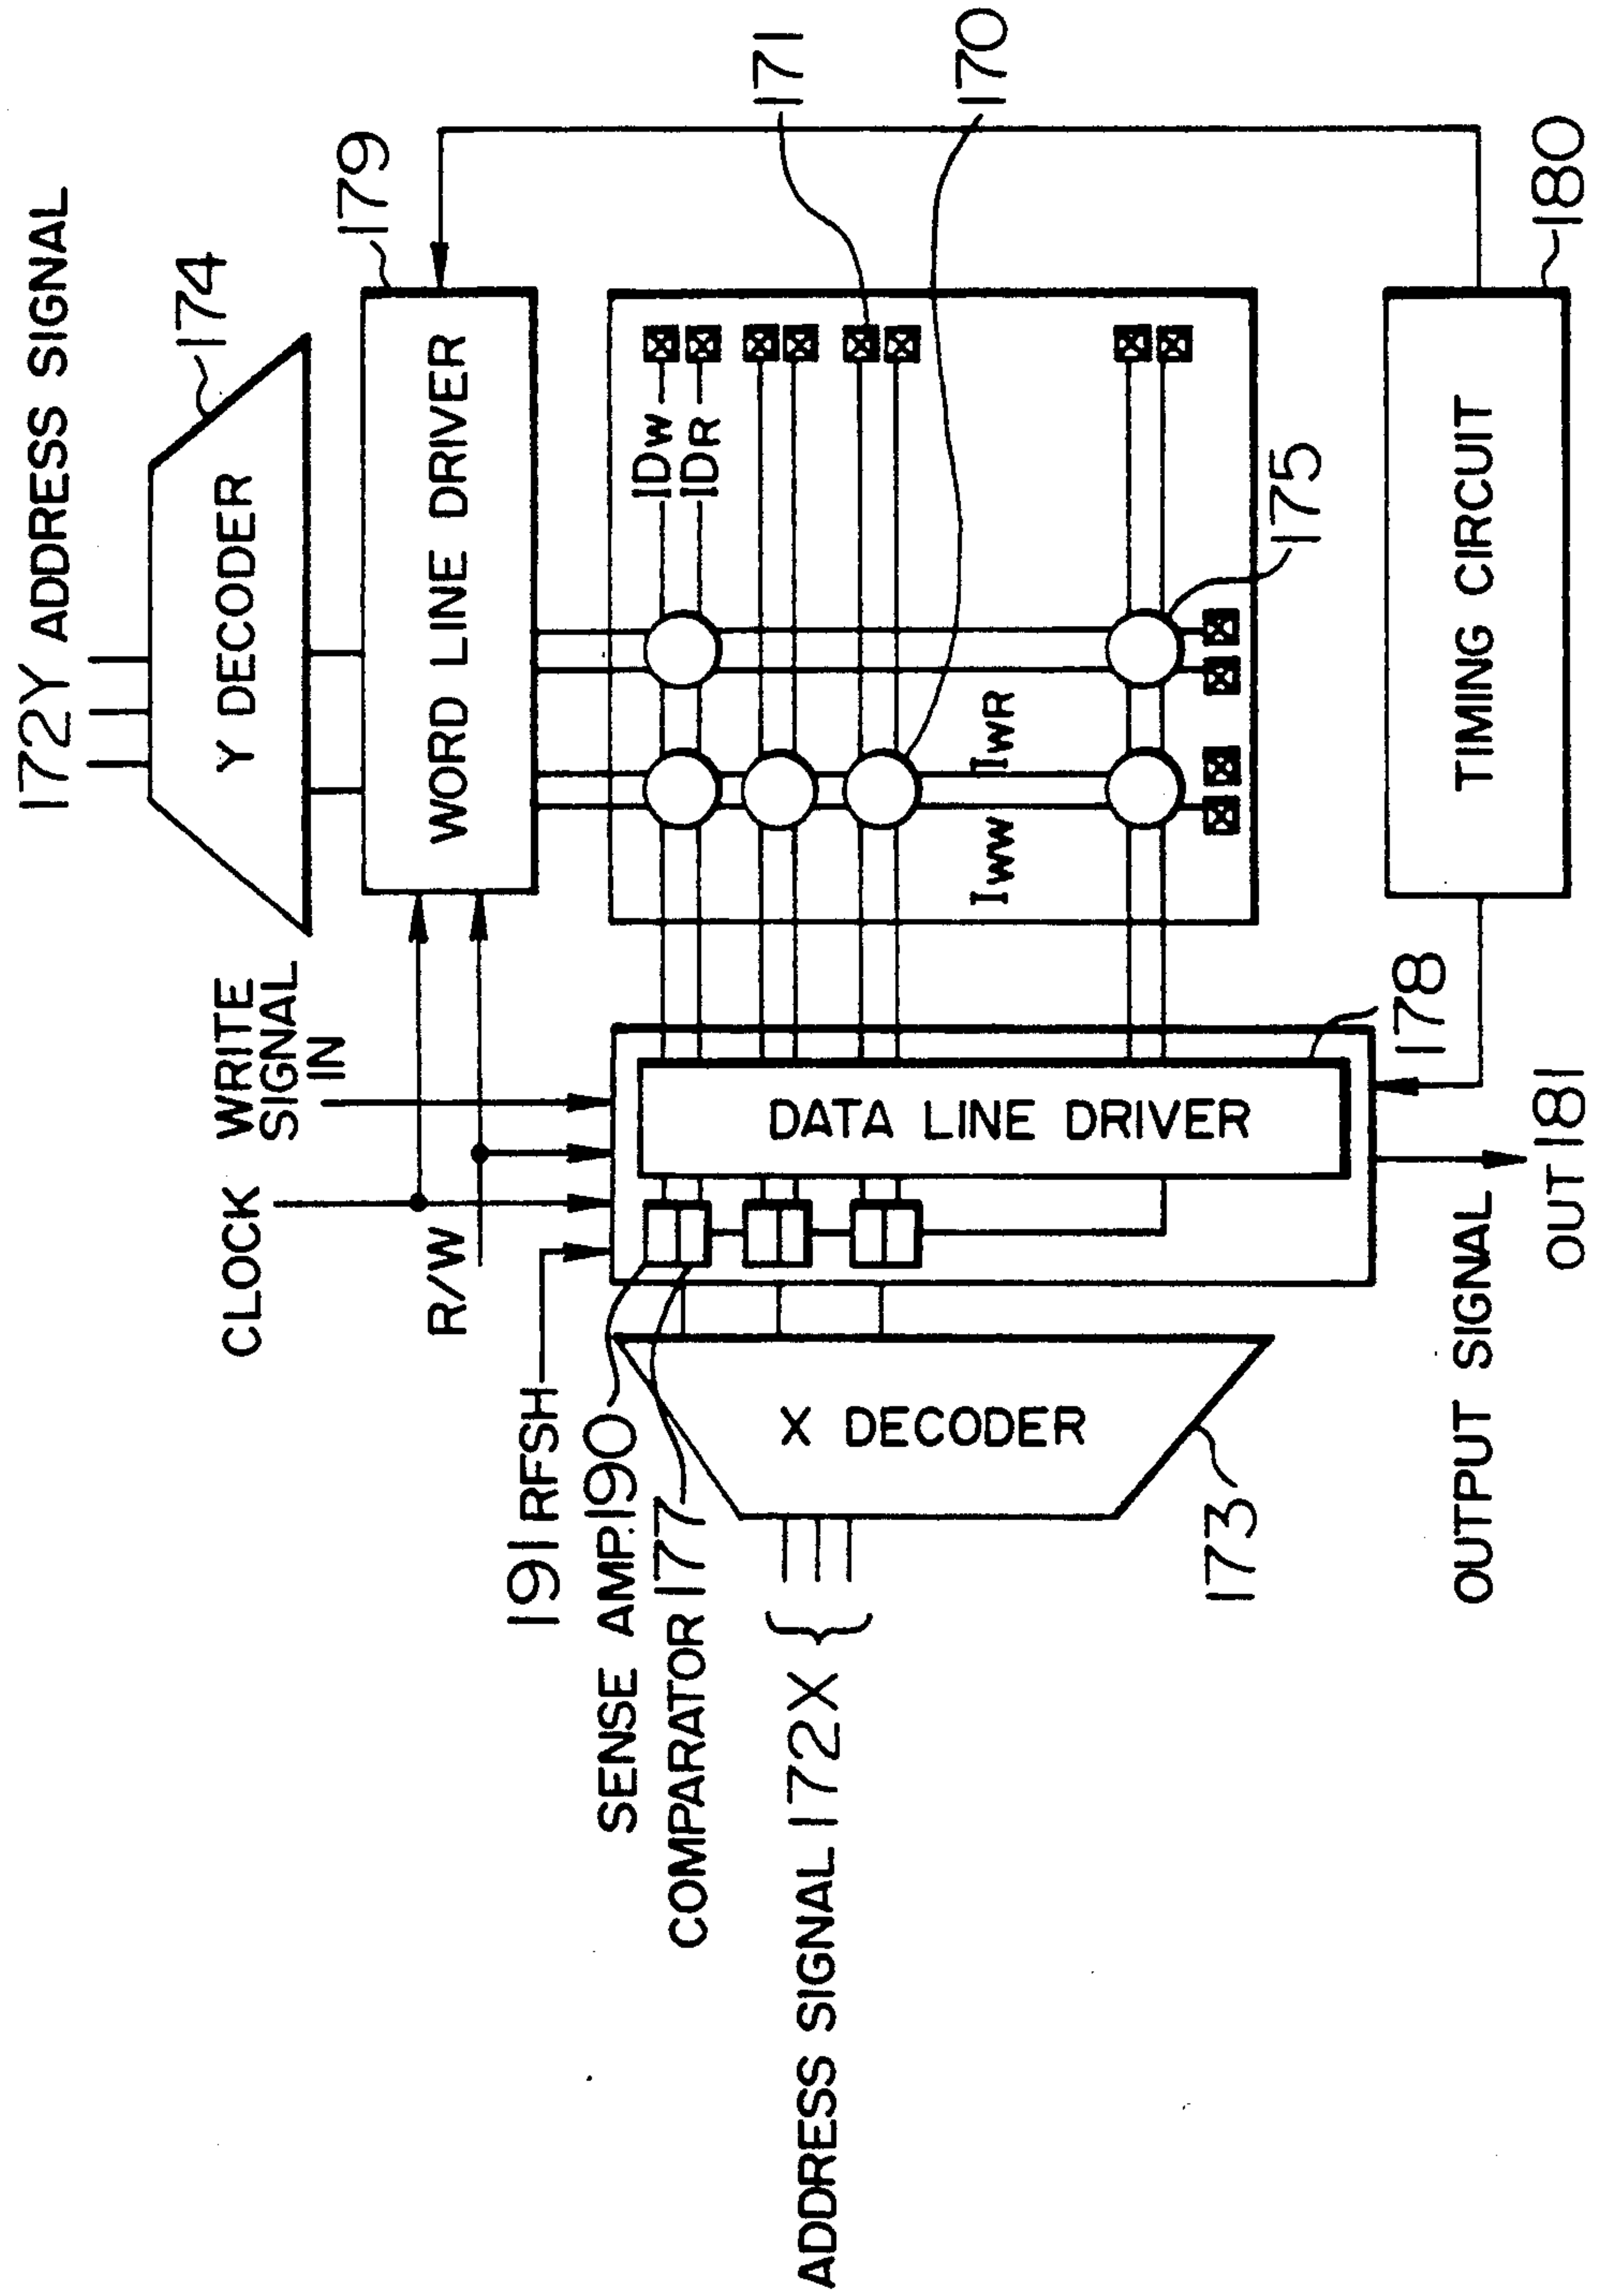 172Y ADDRESS SIGNAL
174
Y DECODER
179
WORD LINE DRIVER
171
170
CLOCK
WRITE
SIGNAL
IN
R/W
191 RFSH
SENSE AMP. 190
COMPARATOR 177
ADDRESS SIGNAL 172X
X DECODER
173
DATA LINE DRIVER
178
IDW
IDR
IWW
IWR
175
TIMING CIRCUIT
180
OUTPUT SIGNAL
OUT 181